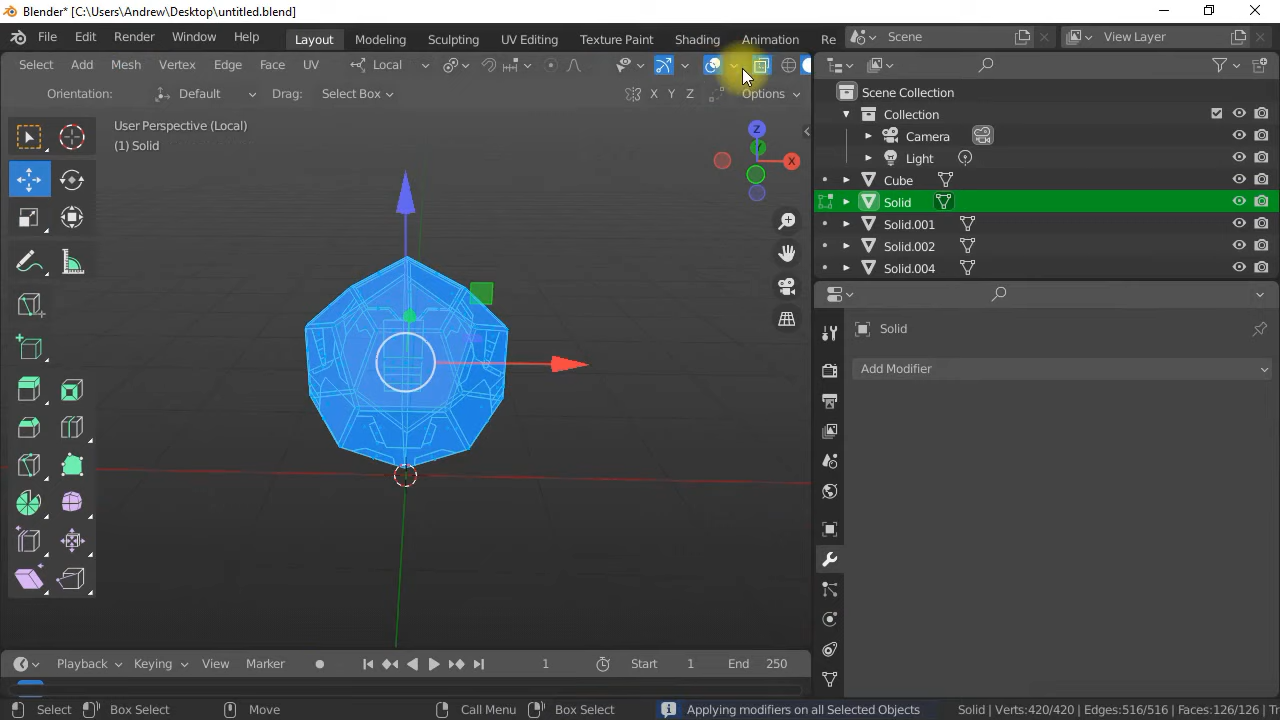 Blender* [C:\Users\Andrew\Desktop\untitled.blend]
File Edit Render Window Help Layout Modeling Sculpting UV Editing Texture Paint Shading Animation Re Scene View Layer
Select Add Mesh Vertex Edge Face UV Local
Orientation: Default Drag: Select Box X Y Z Options
User Perspective (Local)
(1) Solid
Z
X
Scene Collection
Collection
Camera
Light
Cube
Solid
Solid.001
Solid.002
Solid.004
Solid
Add Modifier
Playback Keying View Marker 1 Start 1 End 250
Select Box Select Move Call Menu Box Select Applying modifiers on all Selected Objects Solid | Verts:420/420 | Edges:516/516 | Faces:126/126 | Tr